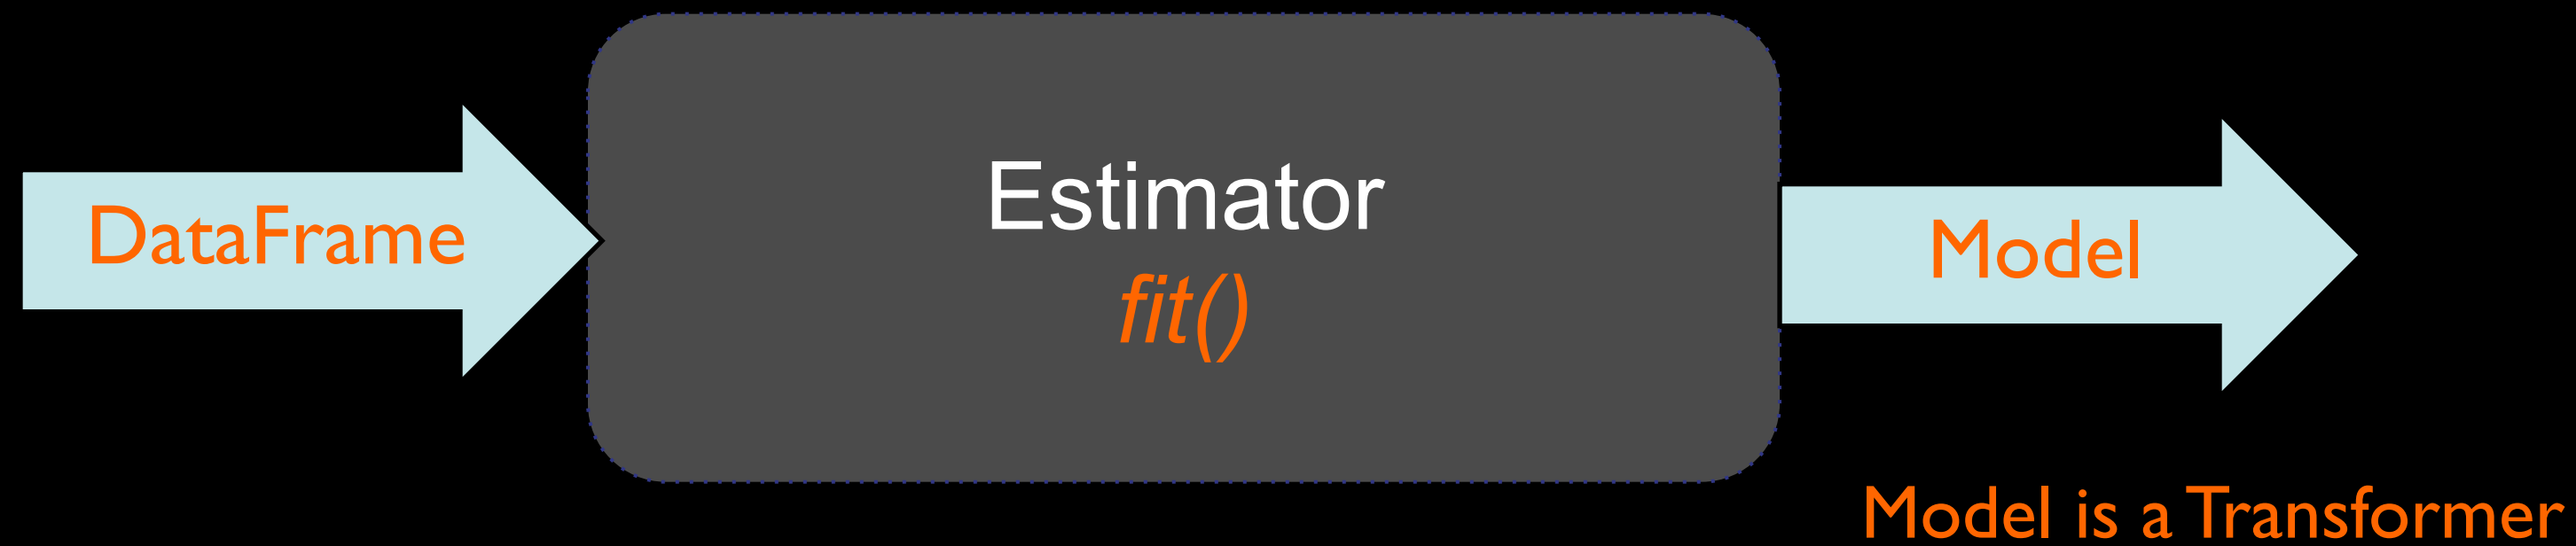 DataFrame
Estimator
fit()
Model
Model is a Transformer